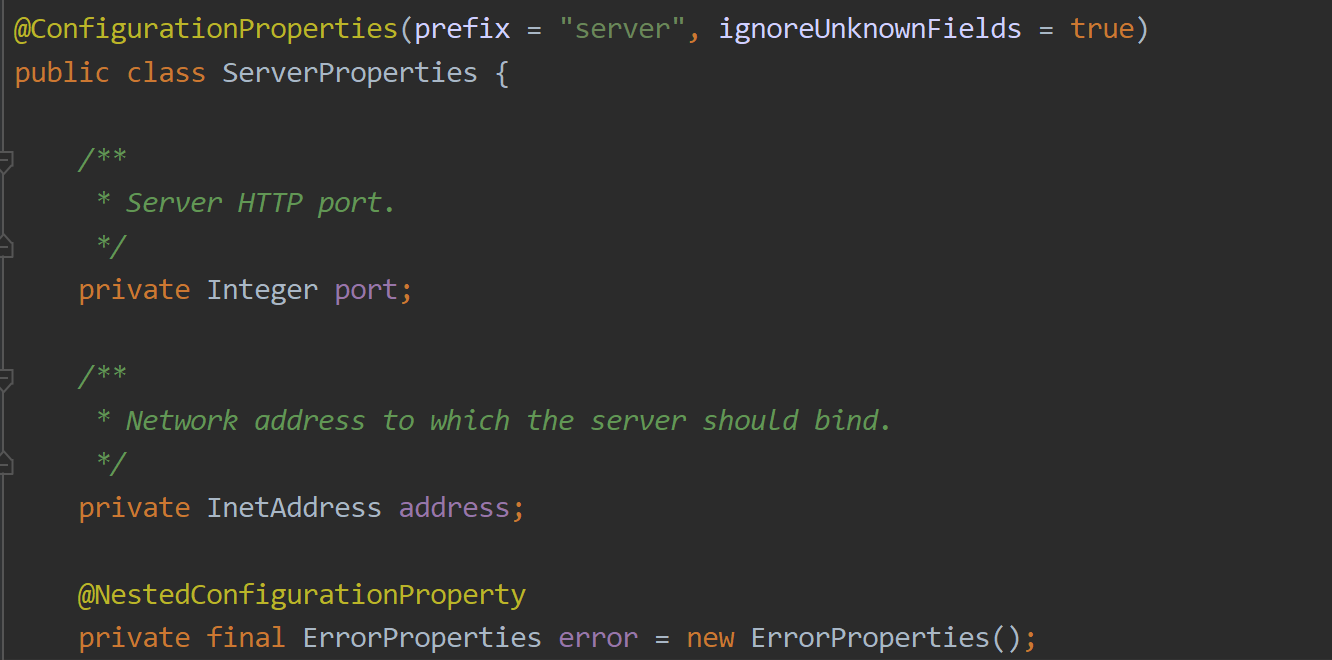 @ConfigurationProperties(prefix = "server", ignoreUnknownFields = true)
public class ServerProperties {
/**
* Server HTTP port.
*/
private Integer port;
/**
* Network address to which the server should bind.
*/
private InetAddress address;
@NestedConfigurationProperty
private final ErrorProperties error = new ErrorProperties();